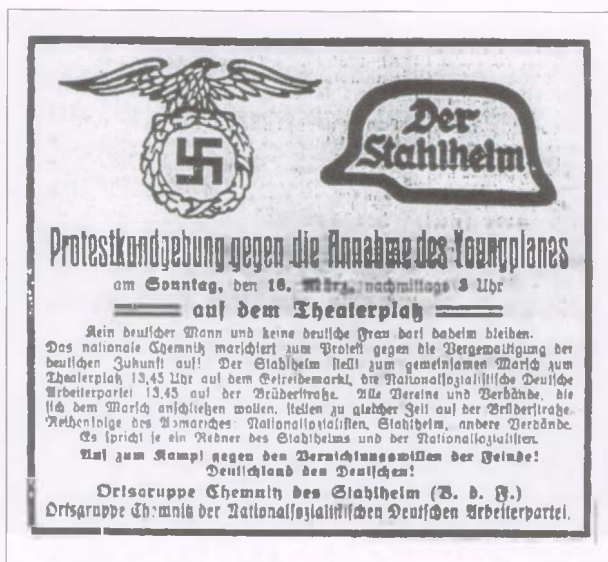 Der
Stahlhelm
Protestkundgebung gegen die Annahme des Youngplanes
am Sonntag, den 16. März, nachmittags 3 Uhr
auf dem Theaterplatz
Kein deutscher Mann und keine deutsche Frau darf daheim bleiben.
Das nationale Chemnitz marschiert zum Protest gegen die Vergewaltigung der
deutschen Zukunft auf! Der Stahlhelm stellt zum gemeinsamen Marsch zum
Theaterplatz 13,45 Uhr auf dem Getreidemarkt, die Nationalsozialistische Deutsche
Arbeiterpartei 13,45 auf der Brüderstraße. Alle Vereine und Verbände, die
sich dem Marsch anschließen wollen, stellen zu gleicher Zeit auf der Brüderstraße.
Reihenfolge des Abmarsches: Nationalsozialisten, Stahlhelm, andere Verbände.
Es spricht je ein Redner des Stahlhelms und der Nationalsozialisten.
Auf zum Kampf gegen den Vernichtungswillen der Feinde!
Deutschland den Deutschen!
Ortsgruppe Chemnitz des Stahlhelm (B. d. F.)
Ortsgruppe Chemnitz der Nationalsozialistischen Deutschen Arbeiterpartei.